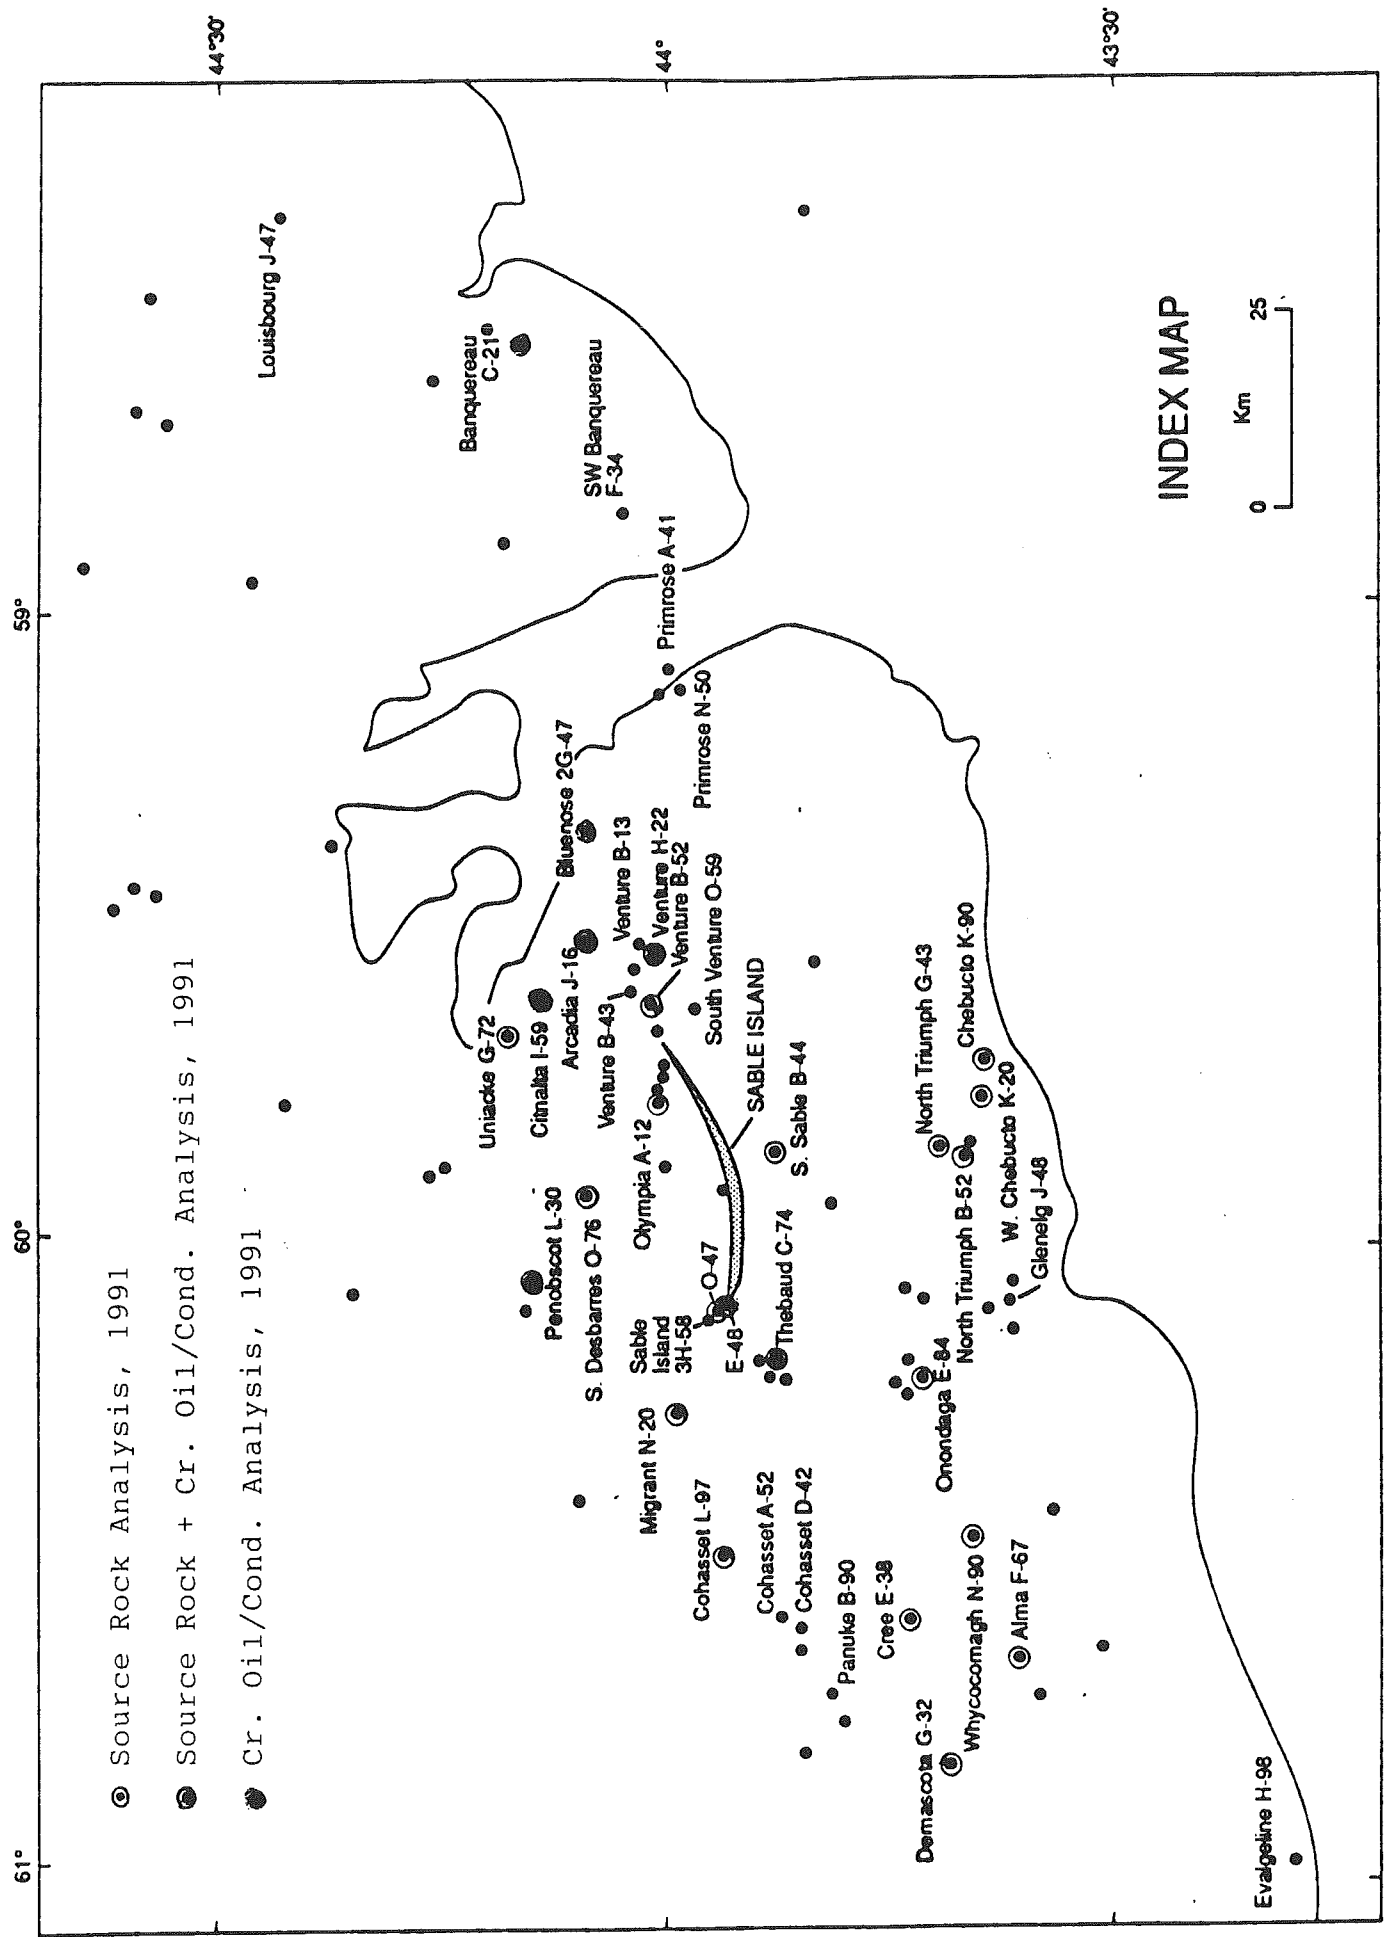 61°
60°
59°
44°30'
44°
43°30'
Source Rock Analysis, 1991
Source Rock + Cr. Oil/Cond. Analysis, 1991
Cr. Oil/Cond. Analysis, 1991
Louisbourg J-47
Banquereau
C-21
SW Banquereau
F-34
Primrose A-41
Primrose N-50
Bluenose 2G-47
Uniacke G-72
Citnalta I-59
Arcadia J-16
Venture B-13
Venture B-43
Venture H-22
Venture B-52
South Venture O-59
Penobscot L-30
S. Desbarres O-76
Olympia A-12
SABLE ISLAND
S. Sable B-44
Sable
Island
3H-58
O-47
E-48
Thebaud C-74
Migrant N-20
Cohasset L-97
Cohasset A-52
Cohasset D-42
Panuke B-90
Cree E-38
Demascota G-32
Whycocomagh N-90
Alma F-67
Onondaga E-84
North Triumph G-43
North Triumph B-52
Chebucto K-90
W. Chebucto K-20
Glenelg J-48
Evalgeline H-98
INDEX MAP
Km
0 25